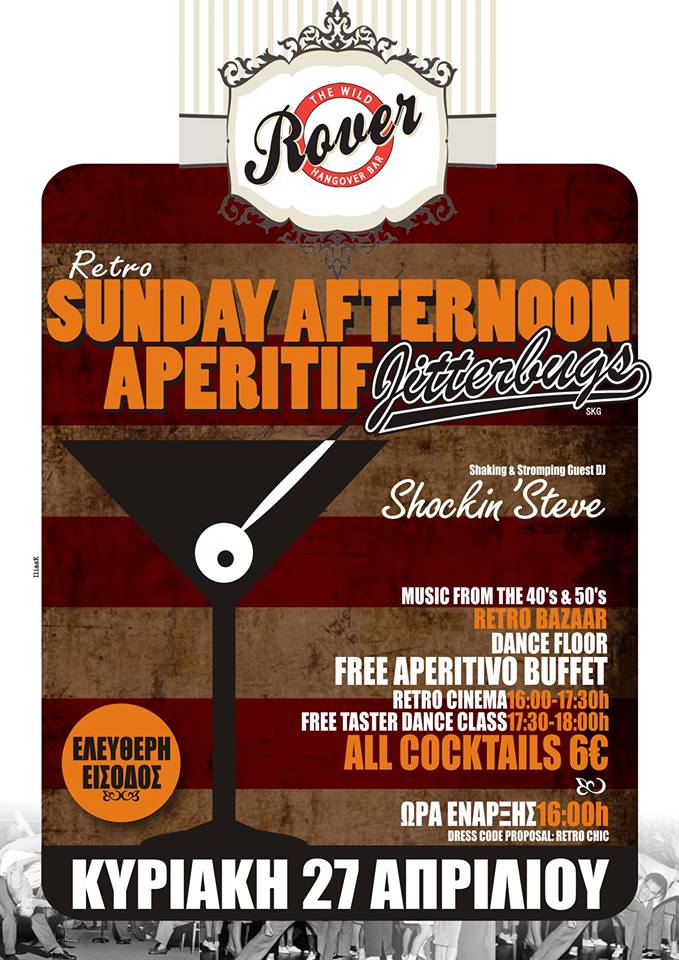 THE WILD
Rover
HANGOVER BAR
Retro
SUNDAY AFTERNOON
APERITIF Jitterbugs
SKG
Shaking & Stromping Guest DJ
Shockin' Steve
IlianK
MUSIC FROM THE 40's & 50's
RETRO BAZAAR
DANCE FLOOR
FREE APERITIVO BUFFET
RETRO CINEMA 16:00-17:30h
FREE TASTER DANCE CLASS 17:30-18:00h
ALL COCKTAILS 6€
ΕΛΕΥΘΕΡΗ
ΕΙΣΟΔΟΣ
ΩΡΑ ΕΝΑΡΞΗΣ 16:00h
DRESS CODE PROPOSAL: RETRO CHIC
ΚΥΡΙΑΚΗ 27 ΑΠΡΙΛΙΟΥ